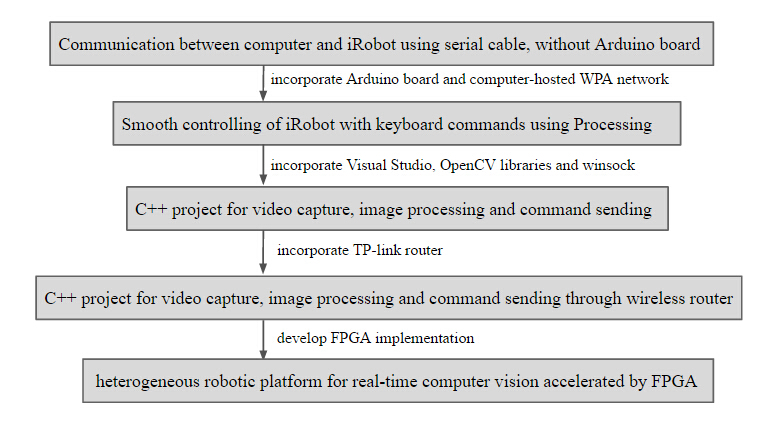 Communication between computer and iRobot using serial cable, without Arduino board
incorporate Arduino board and computer-hosted WPA network
Smooth controlling of iRobot with keyboard commands using Processing
incorporate Visual Studio, OpenCV libraries and winsock
C++ project for video capture, image processing and command sending
incorporate TP-link router
C++ project for video capture, image processing and command sending through wireless router
develop FPGA implementation
heterogeneous robotic platform for real-time computer vision accelerated by FPGA